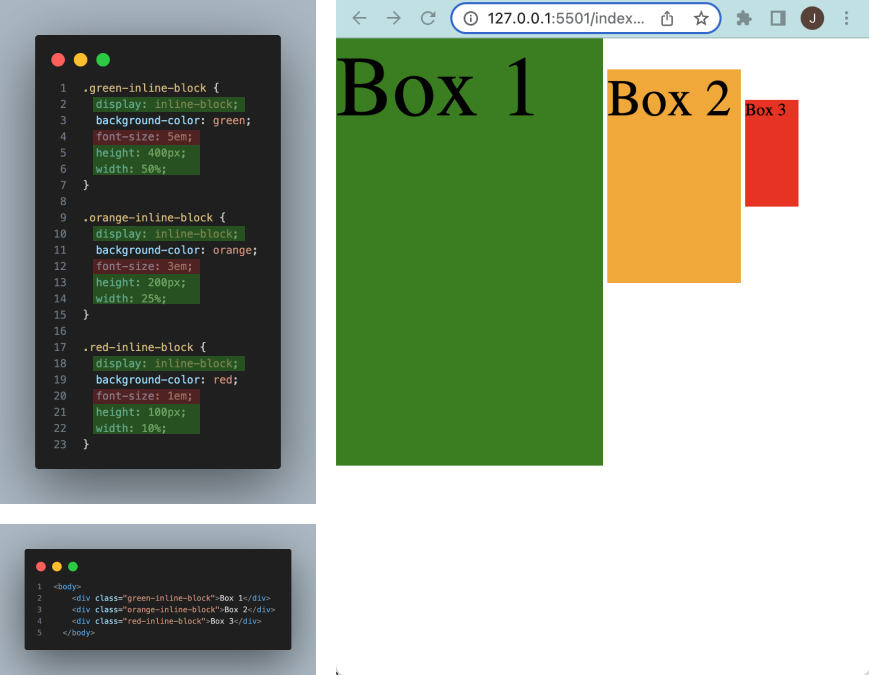 1 .green-inline-block {
2 display: inline-block;
3 background-color: green;
4 font-size: 5em;
5 height: 400px;
6 width: 50%;
7 }
8
9 .orange-inline-block {
10 display: inline-block;
11 background-color: orange;
12 font-size: 3em;
13 height: 200px;
14 width: 25%;
15 }
16
17 .red-inline-block {
18 display: inline-block;
19 background-color: red;
20 font-size: 1em;
21 height: 100px;
22 width: 10%;
23 }
1 <body>
2 <div class="green-inline-block">Box 1</div>
3 <div class="orange-inline-block">Box 2</div>
4 <div class="red-inline-block">Box 3</div>
5 </body>
127.0.0.1:5501/index...
J
Box 1
Box 2
Box 3